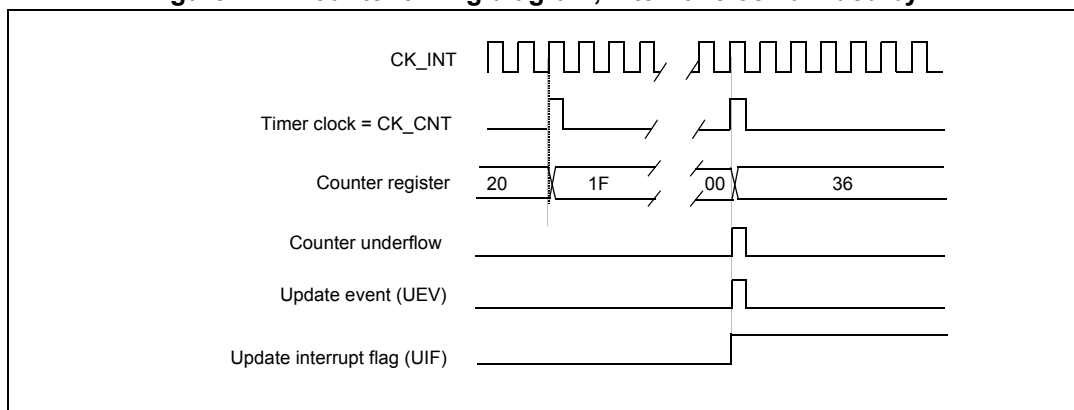 CK_INT
Timer clock = CK_CNT
Counter register 20 1F 00 36
Counter underflow
Update event (UEV)
Update interrupt flag (UIF)